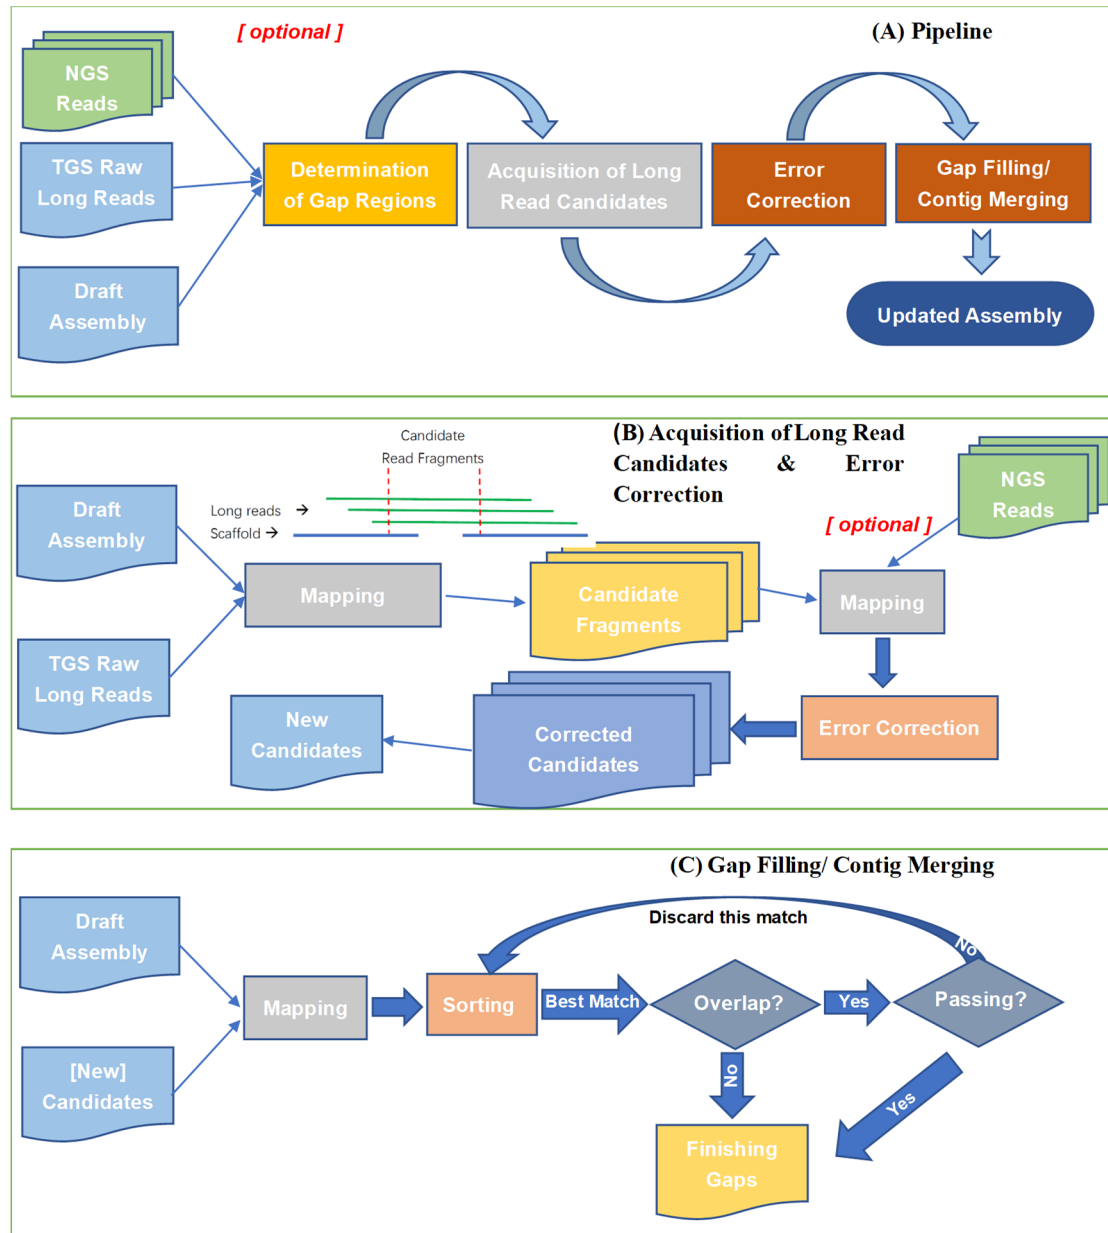 [ optional ]
(A) Pipeline
NGS
Reads
TGS Raw
Long Reads
Draft
Assembly
Determination
of Gap Regions
Acquisition of Long
Read Candidates
Error
Correction
Gap Filling/
Contig Merging
Updated Assembly
(B) Acquisition of Long Read
Candidates & Error
Correction
Candidate
Read Fragments
Long reads →
Scaffold →
Draft
Assembly
TGS Raw
Long Reads
Mapping
Candidate
Fragments
[ optional ]
NGS
Reads
Mapping
Error Correction
Corrected
Candidates
New
Candidates
(C) Gap Filling/ Contig Merging
Discard this match
Draft
Assembly
[New]
Candidates
Mapping
Sorting
Best Match
Overlap?
Yes
Passing?
No
No
Yes
Finishing
Gaps